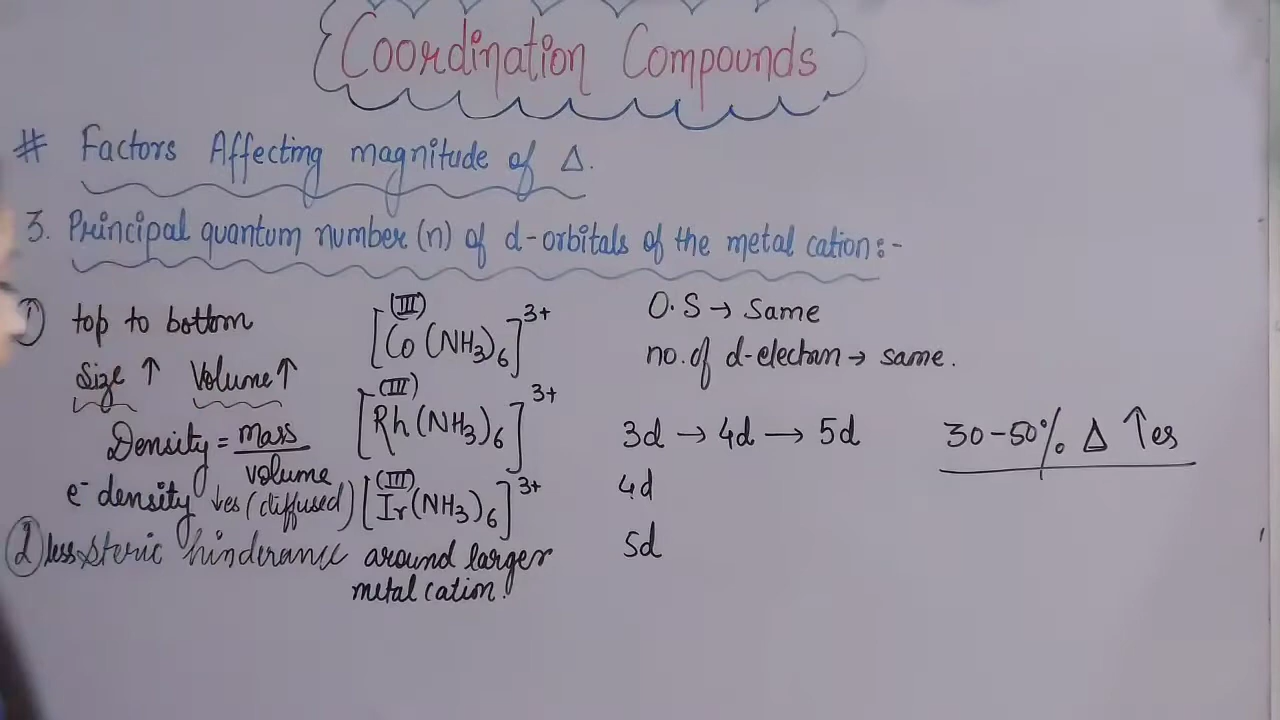 Coordination Compounds
# Factors Affecting magnitude of Δ.
3. Principal quantum number (n) of d-orbitals of the metal cation:-
① top to bottom
Size ↑ Volume ↑
Density = mass / volume
e⁻ density ↓es (diffused)
② less steric hinderance around larger
metal cation.
[Co(III)(NH₃)₆]³⁺
[Rh(III)(NH₃)₆]³⁺
[Ir(III)(NH₃)₆]³⁺
O.S → Same
no. of d-electron → same.
3d → 4d → 5d
4d
5d
30-50% Δ ↑es